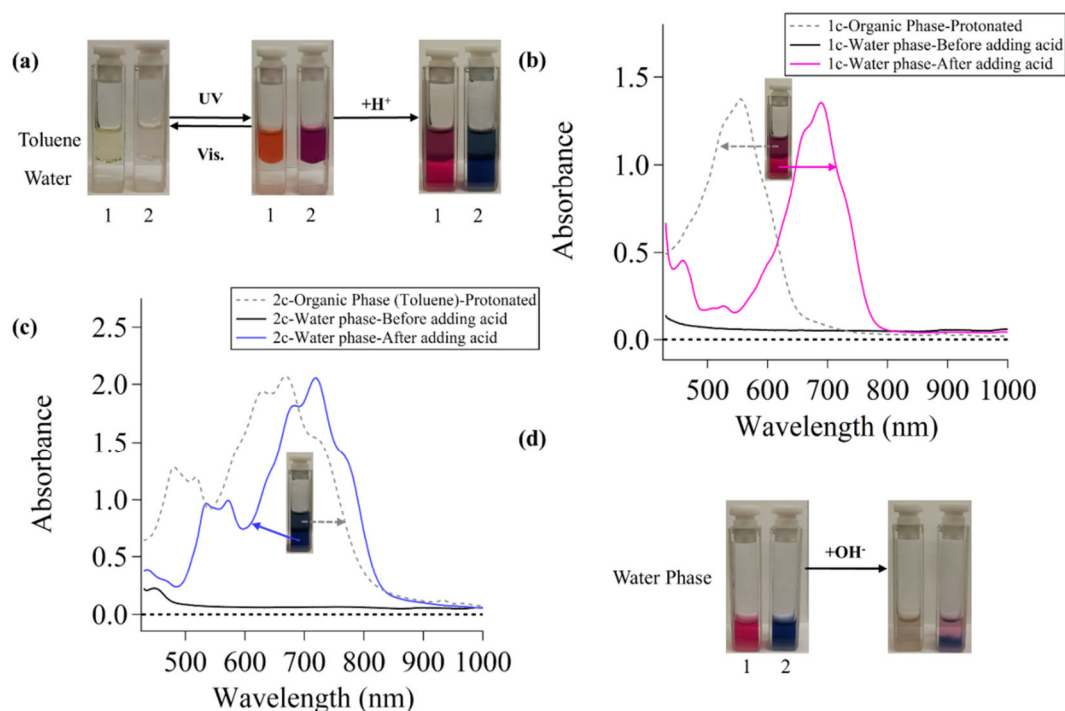 (a)
UV
+H⁺
Toluene
Vis.
Water
1 2
1 2
1 2
(b)
1c-Organic Phase-Protonated
1c-Water phase-Before adding acid
1c-Water phase-After adding acid
Absorbance
1.5
1.0
0.5
0.0
500 600 700 800 900 1000
Wavelength (nm)
(c)
2c-Organic Phase (Toluene)-Protonated
2c-Water phase-Before adding acid
2c-Water phase-After adding acid
Absorbance
2.5
2.0
1.5
1.0
0.5
0.0
500 600 700 800 900 1000
Wavelength (nm)
(d)
+OH⁻
Water Phase
1 2